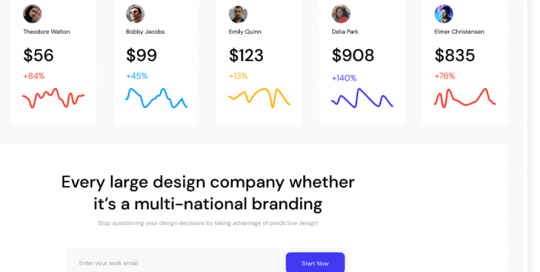 Theodore Walton
Bobby Jacobs
Emily Quinn
Delia Park
Elmer Christensen
$56
$99
$123
$908
$835
+84%
+45%
+13%
+140%
+76%
Every large design company whether
it's a multi-national branding
Stop questioning your design decisions by taking advantage of predictive design!
Enter your work email
Start Now